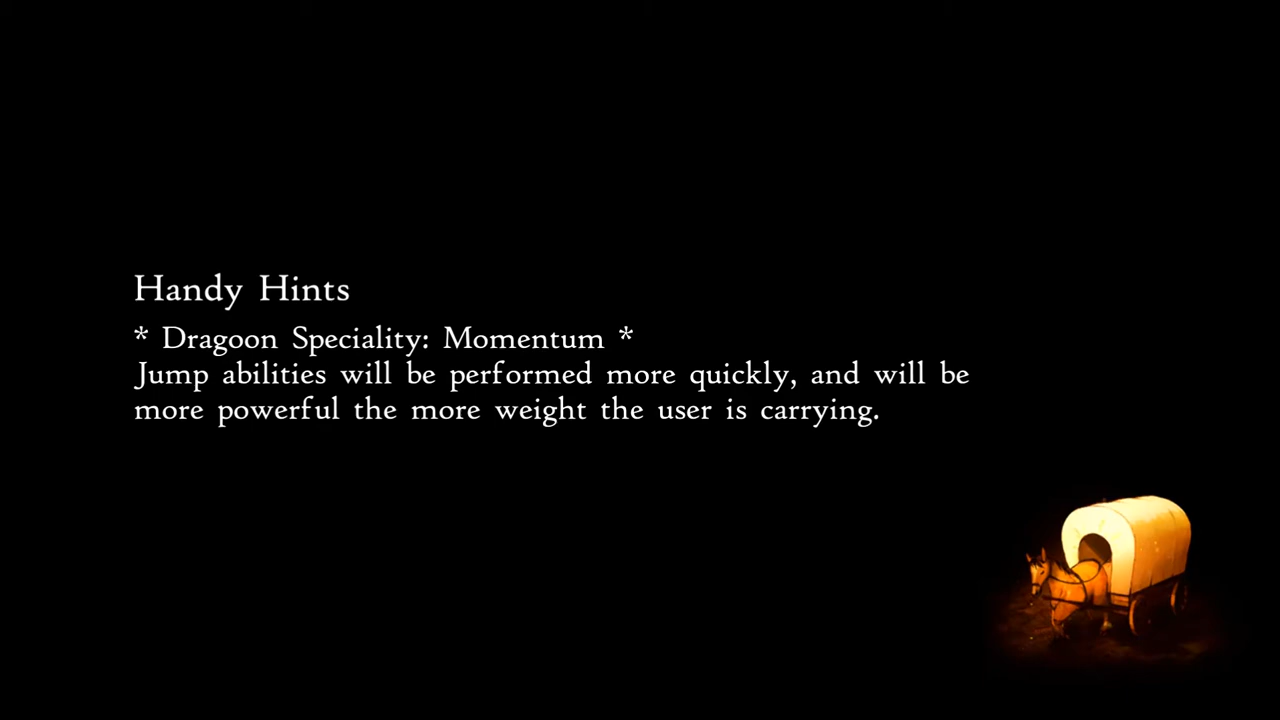 Handy Hints
* Dragoon Speciality: Momentum *
Jump abilities will be performed more quickly, and will be
more powerful the more weight the user is carrying.